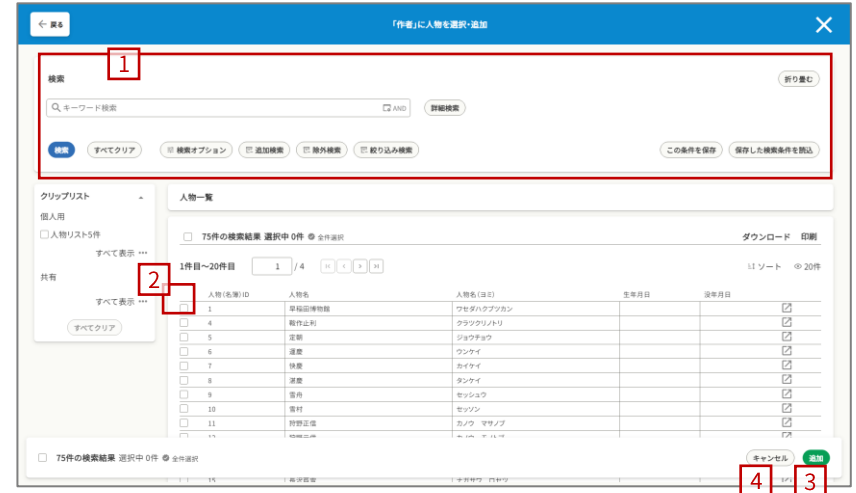 ← 戻る
「作者」に人物を選択・追加
1
検索
折り畳む
キーワード検索
AND
詳細検索
検索 すべてクリア 検索オプション 追加検索 除外検索 絞り込み検索 この条件を保存 保存した検索条件を読込
クリップリスト
人物一覧
個人用
人物リスト5件
すべて表示 •••
共有
すべて表示 •••
すべてクリア
75件の検索結果 選択中 0件 全件選択
ダウンロード 印刷
1件目～20件目 1 / 4
ソート 20件
2
人物(名簿)ID 人物名 人物名(ヨミ) 生年月日 没年月日
1 早稲田博物館 ワセダハクブツカン
4 鞍作止利 クラツクリノトリ
5 定朝 ジョウチョウ
6 運慶 ウンケイ
7 快慶 カイケイ
8 湛慶 タンケイ
9 雪舟 セッシュウ
10 雪村 セッソン
11 狩野正信 カノウ マサノブ
75件の検索結果 選択中 0件 全件選択
キャンセル 追加
4 3